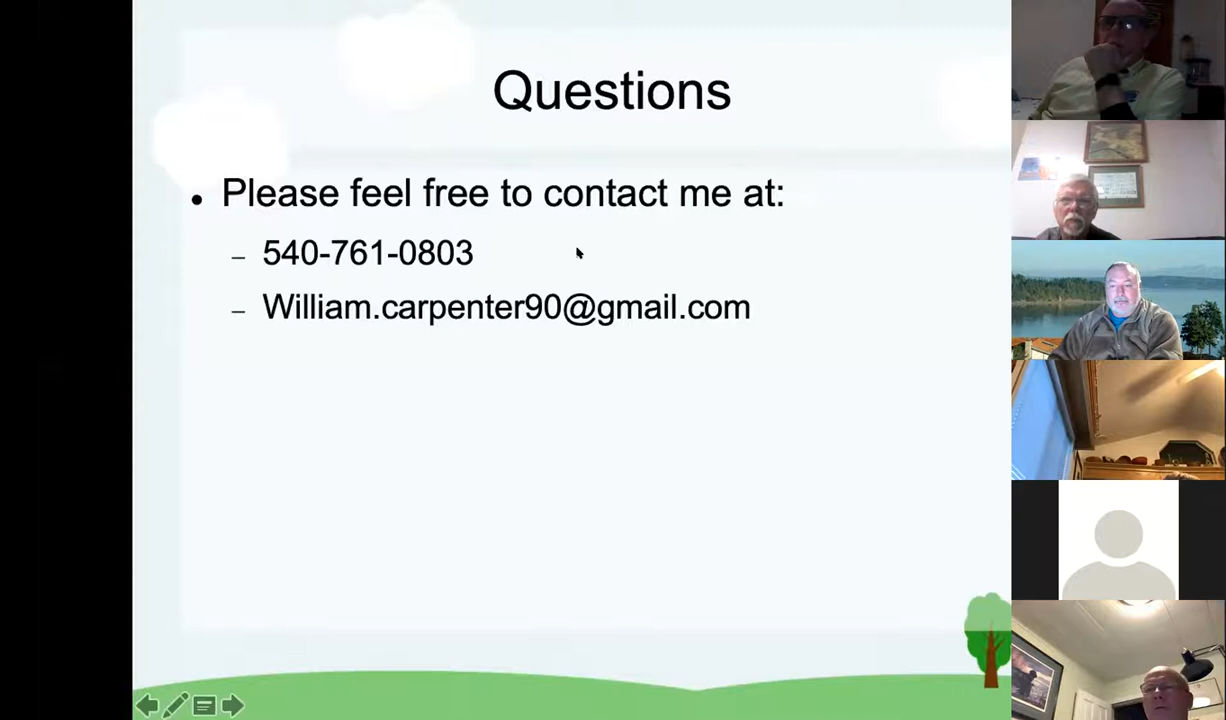 Questions
• Please feel free to contact me at:
– 540-761-0803
– William.carpenter90@gmail.com